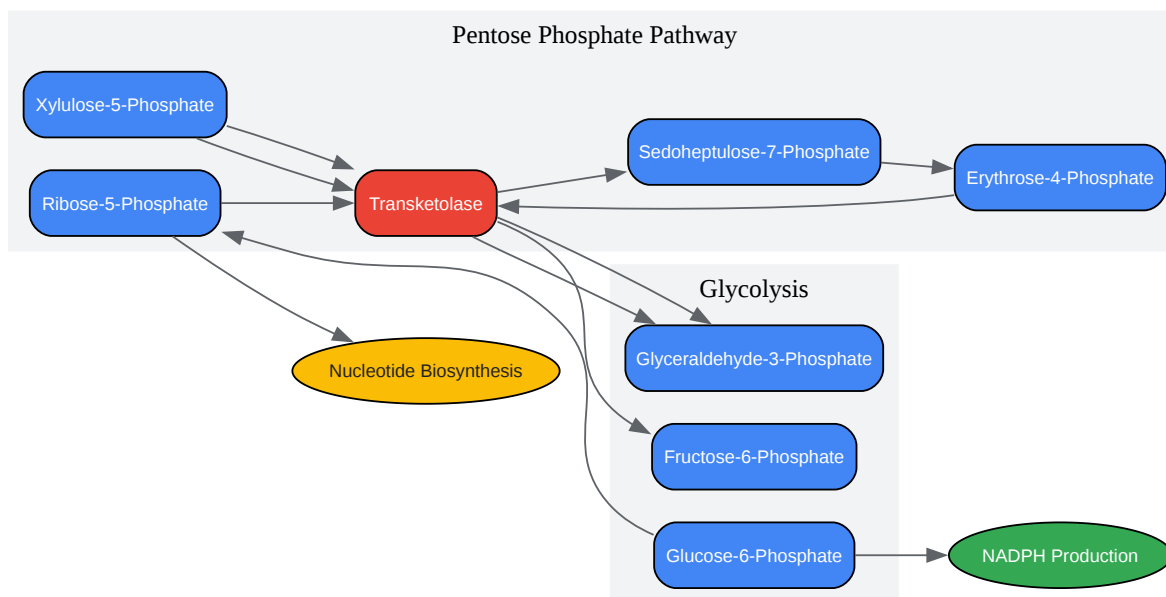 Pentose Phosphate Pathway
Xylulose-5-Phosphate
Sedoheptulose-7-Phosphate
Erythrose-4-Phosphate
Ribose-5-Phosphate
Transketolase
Glycolysis
Glyceraldehyde-3-Phosphate
Nucleotide Biosynthesis
Fructose-6-Phosphate
Glucose-6-Phosphate
NADPH Production